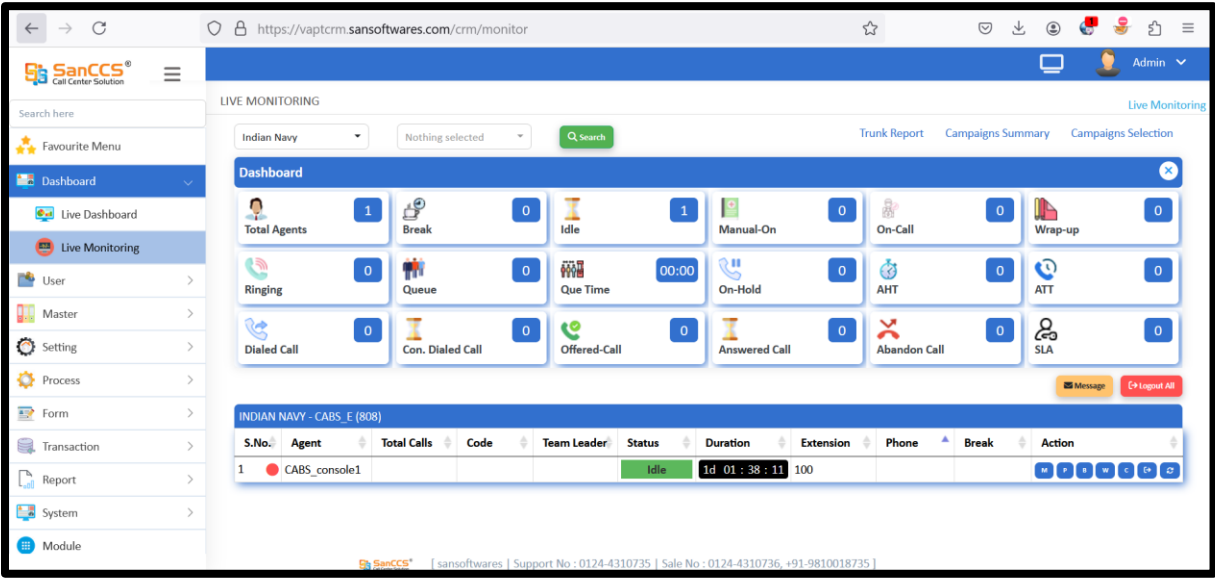 https://vaptcrm.sansoftwares.com/crm/monitor
SanCCS®
Call Center Solution
Admin
Search here
Favourite Menu
Dashboard
Live Dashboard
Live Monitoring
User
Master
Setting
Process
Form
Transaction
Report
System
Module
LIVE MONITORING
Live Monitoring
Indian Navy
Nothing selected
Search
Trunk Report Campaigns Summary Campaigns Selection
Dashboard
1 0 1 0 0 0
Total Agents Break Idle Manual-On On-Call Wrap-up
0 0 00:00 0 0 0
Ringing Queue Que Time On-Hold AHT ATT
0 0 0 0 0 0
Dialed Call Con. Dialed Call Offered-Call Answered Call Abandon Call SLA
Message Logout All
INDIAN NAVY - CABS_E (808)
S.No. Agent Total Calls Code Team Leader Status Duration Extension Phone Break Action
1 CABS_console1 Idle 1d 01 : 38 : 11 100 M P B W C
SanCCS® [ sansoftwares | Support No : 0124-4310735 | Sale No : 0124-4310736, +91-9810018735 ]